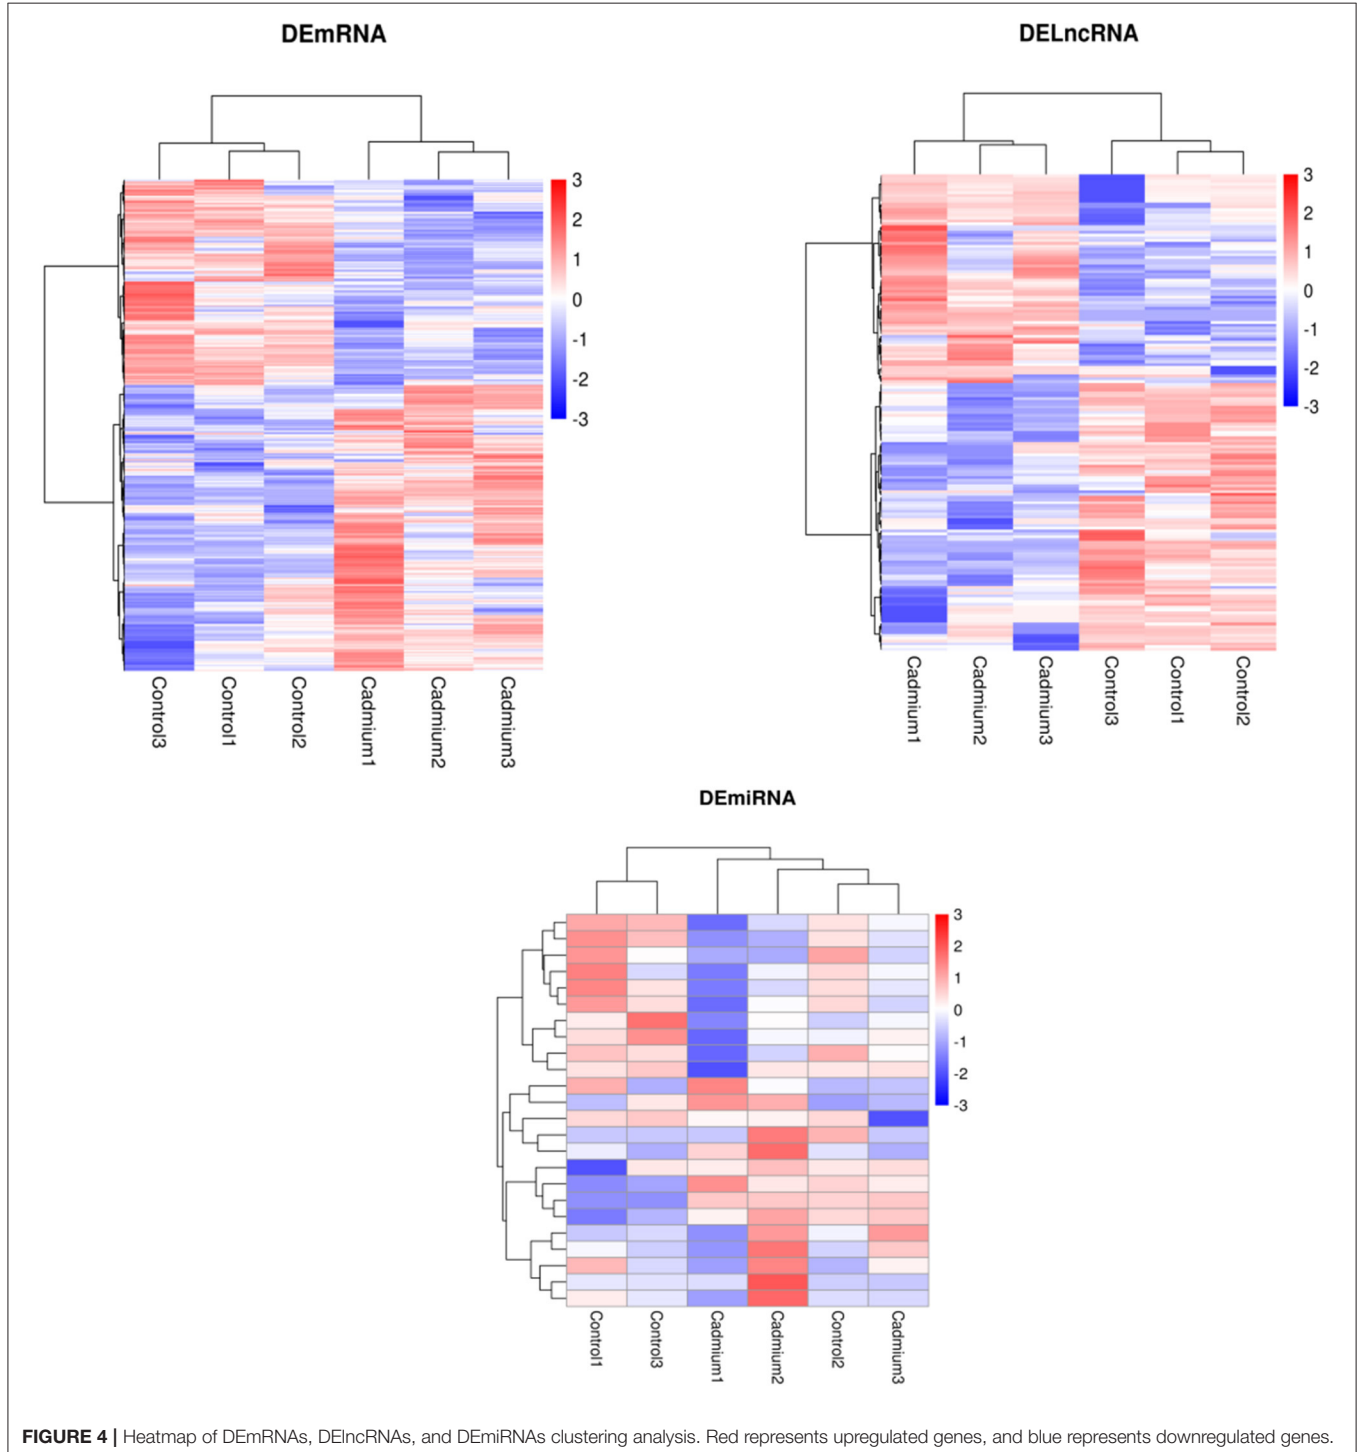 DEmRNA
3
2
1
0
-1
-2
-3
Control3
Control1
Control2
Cadmium1
Cadmium2
Cadmium3
DELncRNA
3
2
1
0
-1
-2
-3
Cadmium1
Cadmium2
Cadmium3
Control3
Control1
Control2
DEmiRNA
3
2
1
0
-1
-2
-3
Control1
Control3
Cadmium1
Cadmium2
Control2
Cadmium3
FIGURE 4 | Heatmap of DEmRNAs, DElncRNAs, and DEmiRNAs clustering analysis. Red represents upregulated genes, and blue represents downregulated genes.